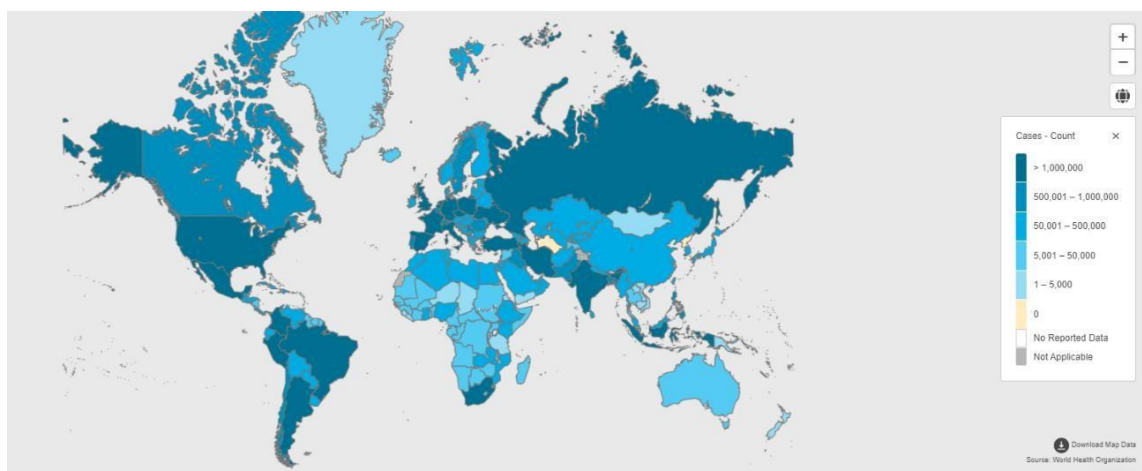 +
−
Cases - Count ×
> 1,000,000
500,001 – 1,000,000
50,001 – 500,000
5,001 – 50,000
1 – 5,000
0
No Reported Data
Not Applicable
Download Map Data
Source: World Health Organization